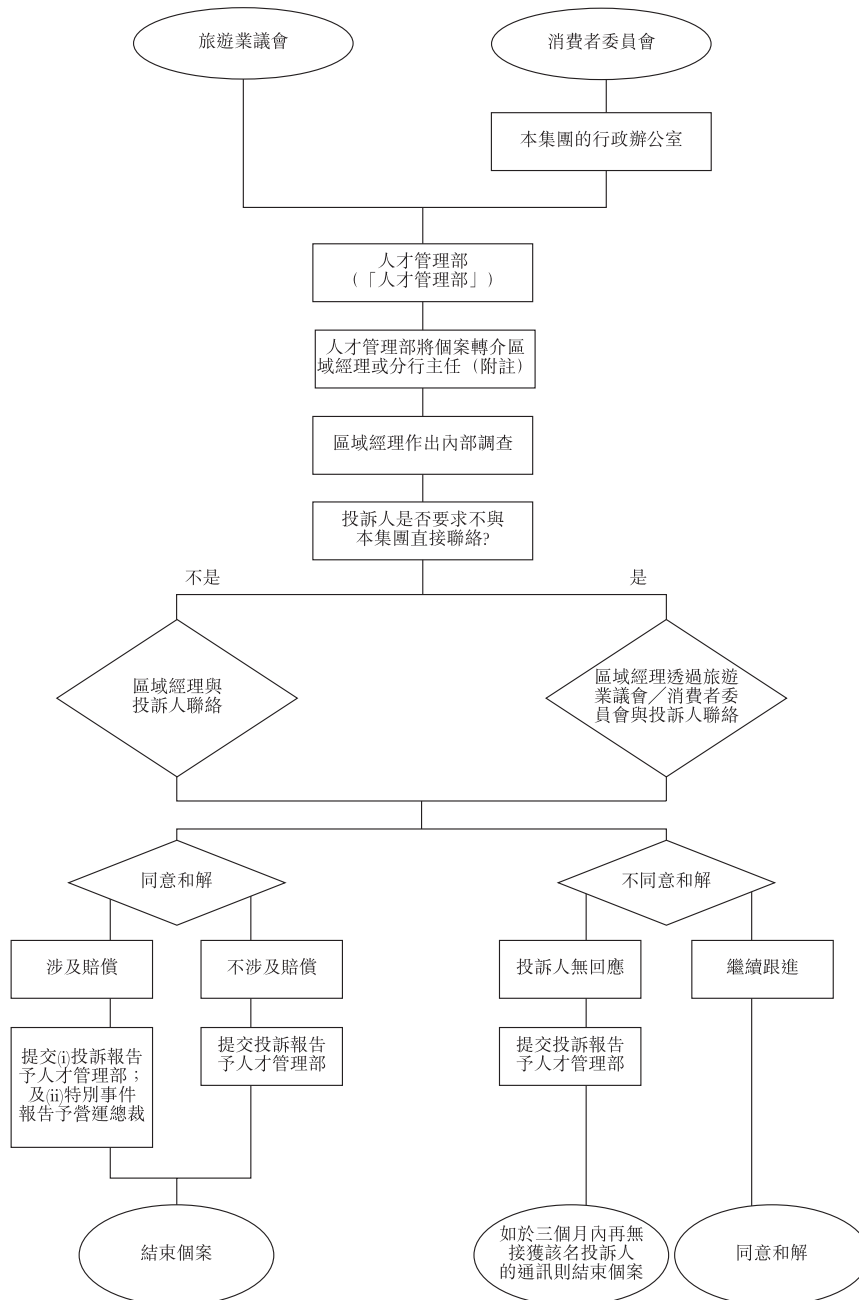 旅遊業議會
消費者委員會
本集團的行政辦公室
人才管理部
(「人才管理部」)
人才管理部將個案轉介區
域經理或分行主任（附註）
區域經理作出內部調查
投訴人是否要求不與
本集團直接聯絡?
不是
是
區域經理與
投訴人聯絡
區域經理透過旅遊
業議會／消費者委
員會與投訴人聯絡
同意和解
不同意和解
涉及賠償
不涉及賠償
投訴人無回應
繼續跟進
提交(i)投訴報告
予人才管理部；
及(ii)特別事件
報告予營運總裁
提交投訴報告
予人才管理部
提交投訴報告
予人才管理部
結束個案
如於三個月內再無
接獲該名投訴人
的通訊則結束個案
同意和解